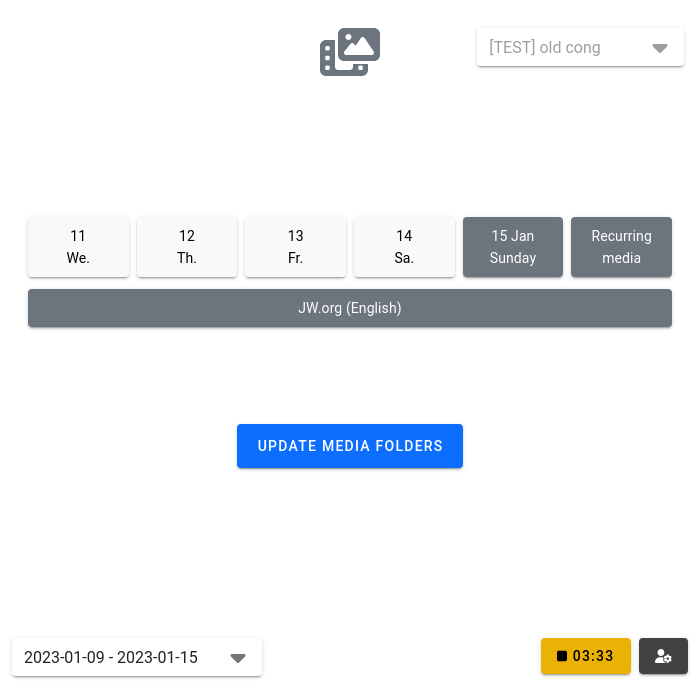 [TEST] old cong
11
We.
12
Th.
13
Fr.
14
Sa.
15 Jan
Sunday
Recurring
media
JW.org (English)
UPDATE MEDIA FOLDERS
2023-01-09 - 2023-01-15
03:33